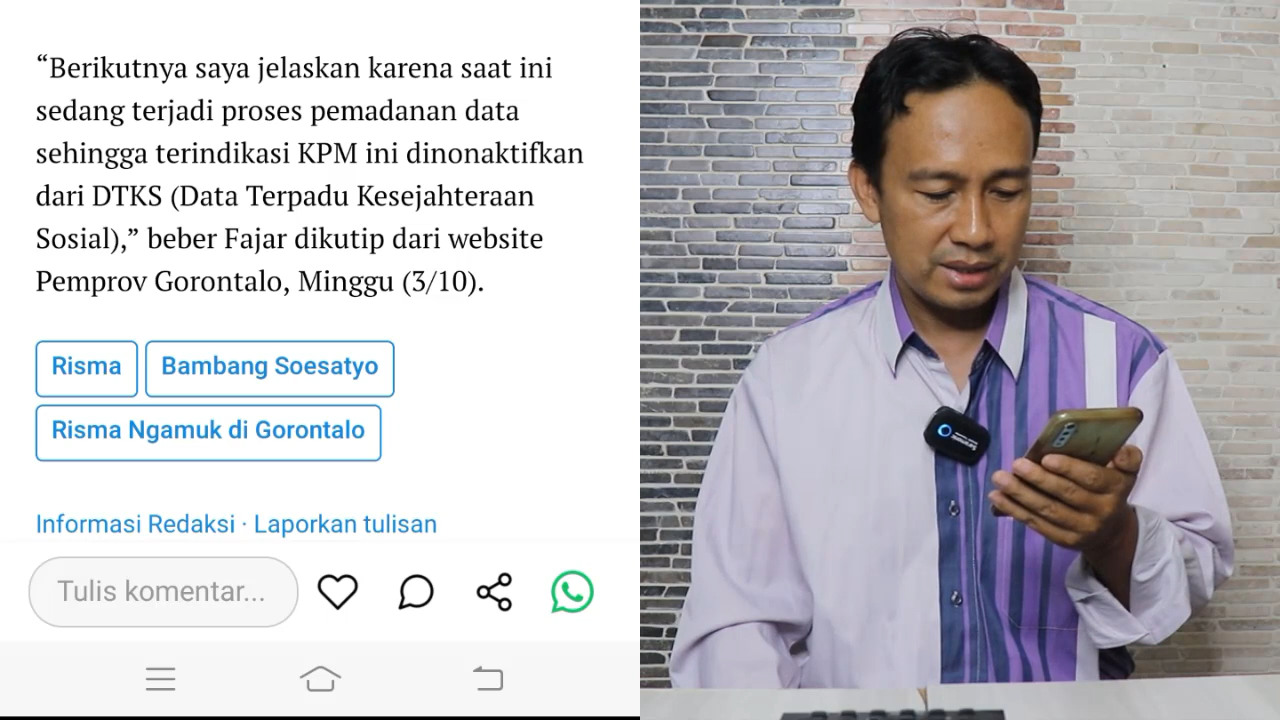 “Berikutnya saya jelaskan karena saat ini
sedang terjadi proses pemadanan data
sehingga terindikasi KPM ini dinonaktifkan
dari DTKS (Data Terpadu Kesejahteraan
Sosial),” beber Fajar dikutip dari website
Pemprov Gorontalo, Minggu (3/10).
Risma
Bambang Soesatyo
Risma Ngamuk di Gorontalo
Informasi Redaksi · Laporkan tulisan
Tulis komentar...